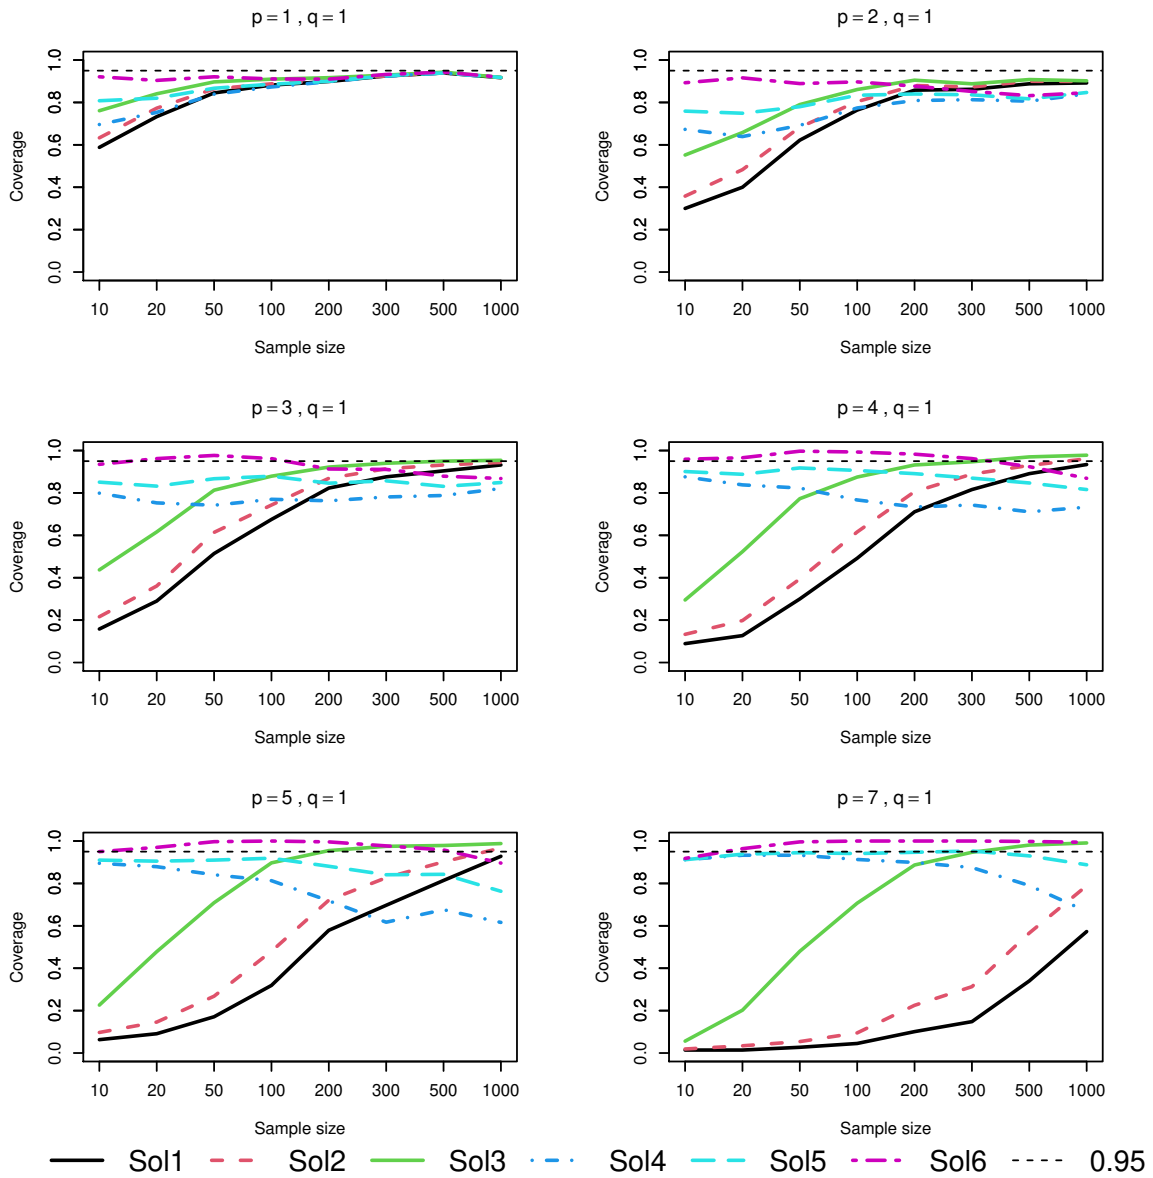 p = 1 , q = 1
Coverage
0.0 0.2 0.4 0.6 0.8 1.0
10 20 50 100 200 300 500 1000
Sample size
p = 2 , q = 1
Coverage
0.0 0.2 0.4 0.6 0.8 1.0
10 20 50 100 200 300 500 1000
Sample size
p = 3 , q = 1
Coverage
0.0 0.2 0.4 0.6 0.8 1.0
10 20 50 100 200 300 500 1000
Sample size
p = 4 , q = 1
Coverage
0.0 0.2 0.4 0.6 0.8 1.0
10 20 50 100 200 300 500 1000
Sample size
p = 5 , q = 1
Coverage
0.0 0.2 0.4 0.6 0.8 1.0
10 20 50 100 200 300 500 1000
Sample size
p = 7 , q = 1
Coverage
0.0 0.2 0.4 0.6 0.8 1.0
10 20 50 100 200 300 500 1000
Sample size
Sol1 Sol2 Sol3 Sol4 Sol5 Sol6 0.95